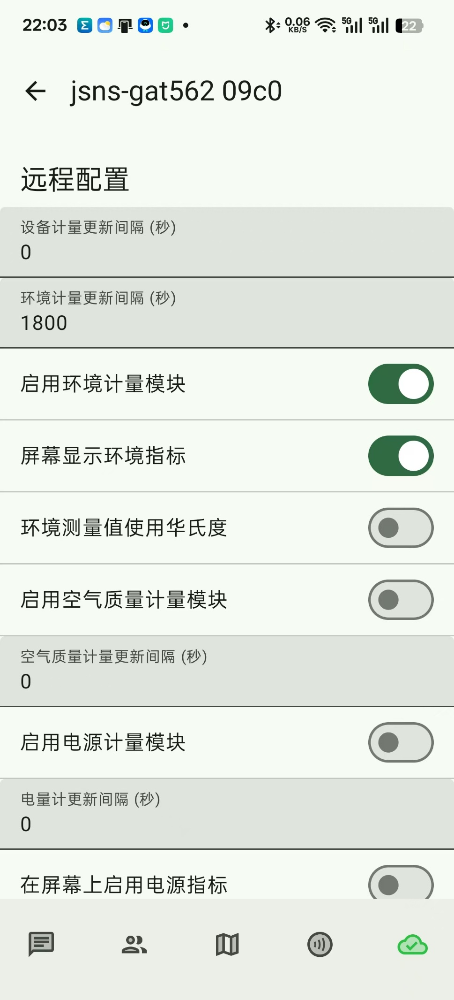 22:03
0.06 KB/S
5G
5G
22
jsns-gat562 09c0
远程配置
设备计量更新间隔 (秒)
0
环境计量更新间隔 (秒)
1800
启用环境计量模块
屏幕显示环境指标
环境测量值使用华氏度
启用空气质量计量模块
空气质量计量更新间隔 (秒)
0
启用电源计量模块
电量计更新间隔 (秒)
0
在屏幕上启用电源指标